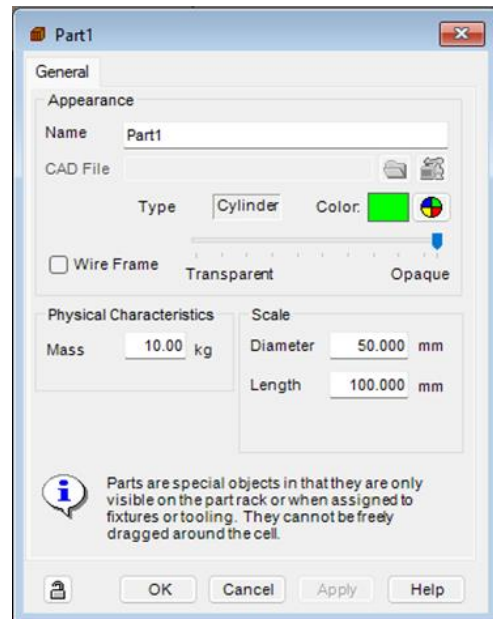 Part1
General
Appearance
Name Part1
CAD File
Type Cylinder Color:
Wire Frame Transparent Opaque
Physical Characteristics
Mass 10.00 kg
Scale
Diameter 50.000 mm
Length 100.000 mm
Parts are special objects in that they are only
visible on the part rack or when assigned to
fixtures or tooling. They cannot be freely
dragged around the cell.
OK Cancel Apply Help